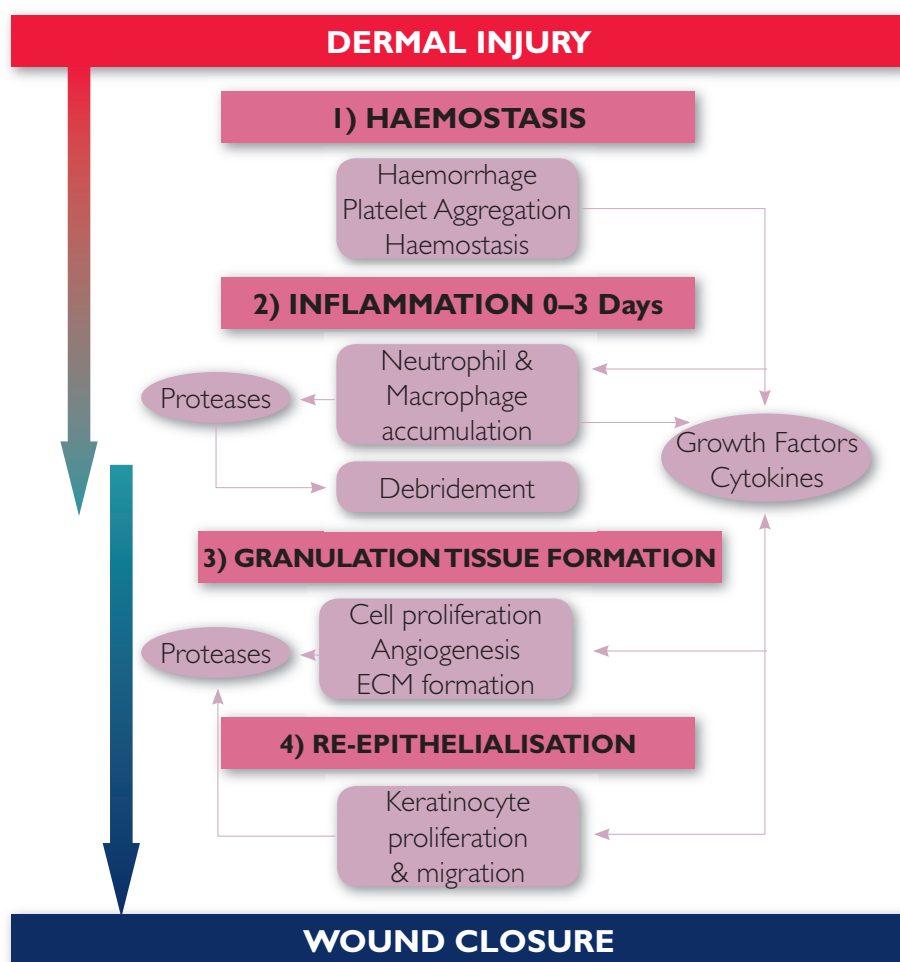 DERMAL INJURY
1) HAEMOSTASIS
Haemorrhage
Platelet Aggregation
Haemostasis
2) INFLAMMATION 0–3 Days
Neutrophil &
Macrophage
accumulation
Proteases
Growth Factors
Cytokines
Debridement
3) GRANULATION TISSUE FORMATION
Cell proliferation
Angiogenesis
ECM formation
Proteases
4) RE-EPITHELIALISATION
Keratinocyte
proliferation
& migration
WOUND CLOSURE